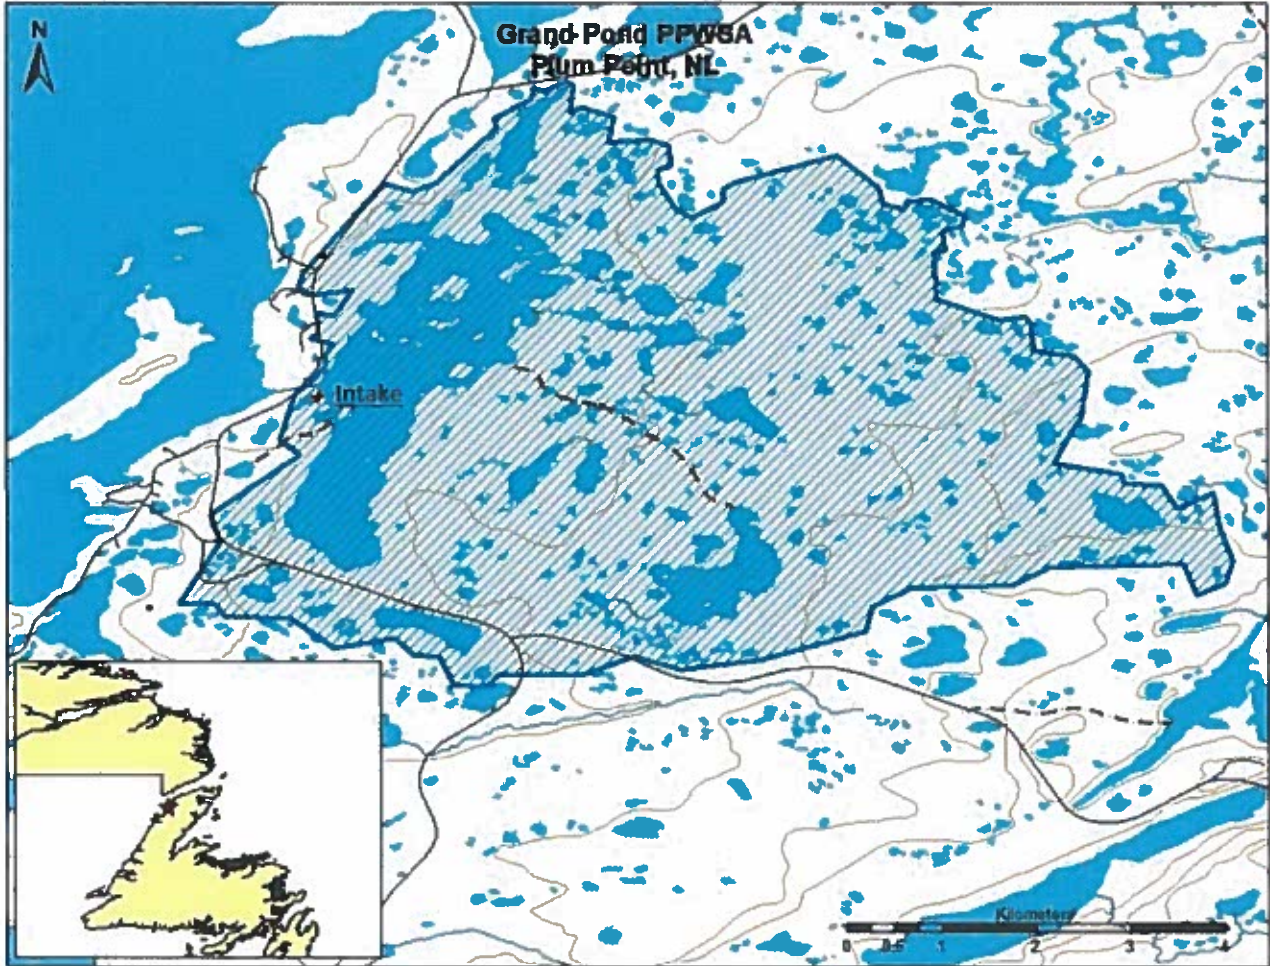 N
Grand Pond PPWSA
Plum Point, NL
Intake
Kilometers
0 0.5 1 2 3 4